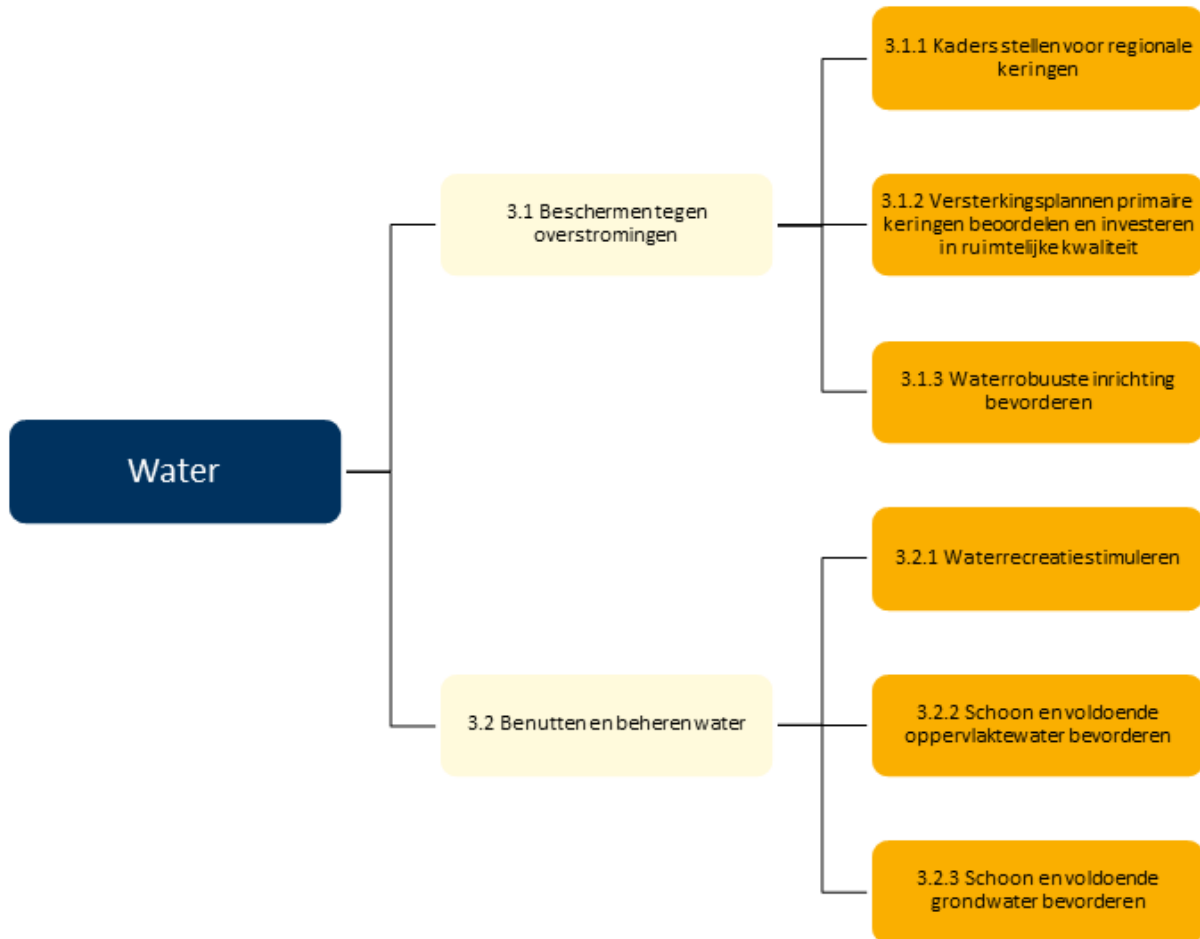 Water
3.1 Beschermen tegen
overstromingen
3.1.1 Kaders stellen voor regionale
keringen
3.1.2 Versterkingsplannen primaire
keringen beoordelen en investeren
in ruimtelijke kwaliteit
3.1.3 Waterrobuuste inrichting
bevorderen
3.2 Benutten en beheren water
3.2.1 Waterrecreatie stimuleren
3.2.2 Schoon en voldoende
oppervlaktewater bevorderen
3.2.3 Schoon en voldoende
grondwater bevorderen